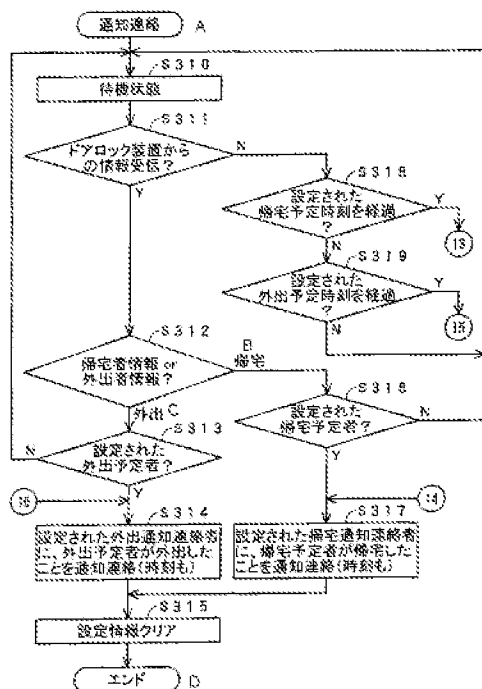 通知連絡 A
S310
待機状態
S311
ドアロック装置から
の情報受信?
N
Y
S318
設定された
帰宅予定時刻を経過
?
Y
13
N
S319
設定された
外出予定時刻を経過
?
Y
15
N
S312
帰宅者情報 or
外出者情報?
B
帰宅
外出 C
S313
設定された
外出予定者?
N
Y
S316
設定された
帰宅予定者?
N
Y
16
14
S314
設定された外出通知連絡者
に、外出予定者が外出した
ことを通知連絡(時刻も)
S317
設定された帰宅通知連絡者
に、帰宅予定者が帰宅した
ことを通知連絡(時刻も)
S315
設定情報クリア
エンド D